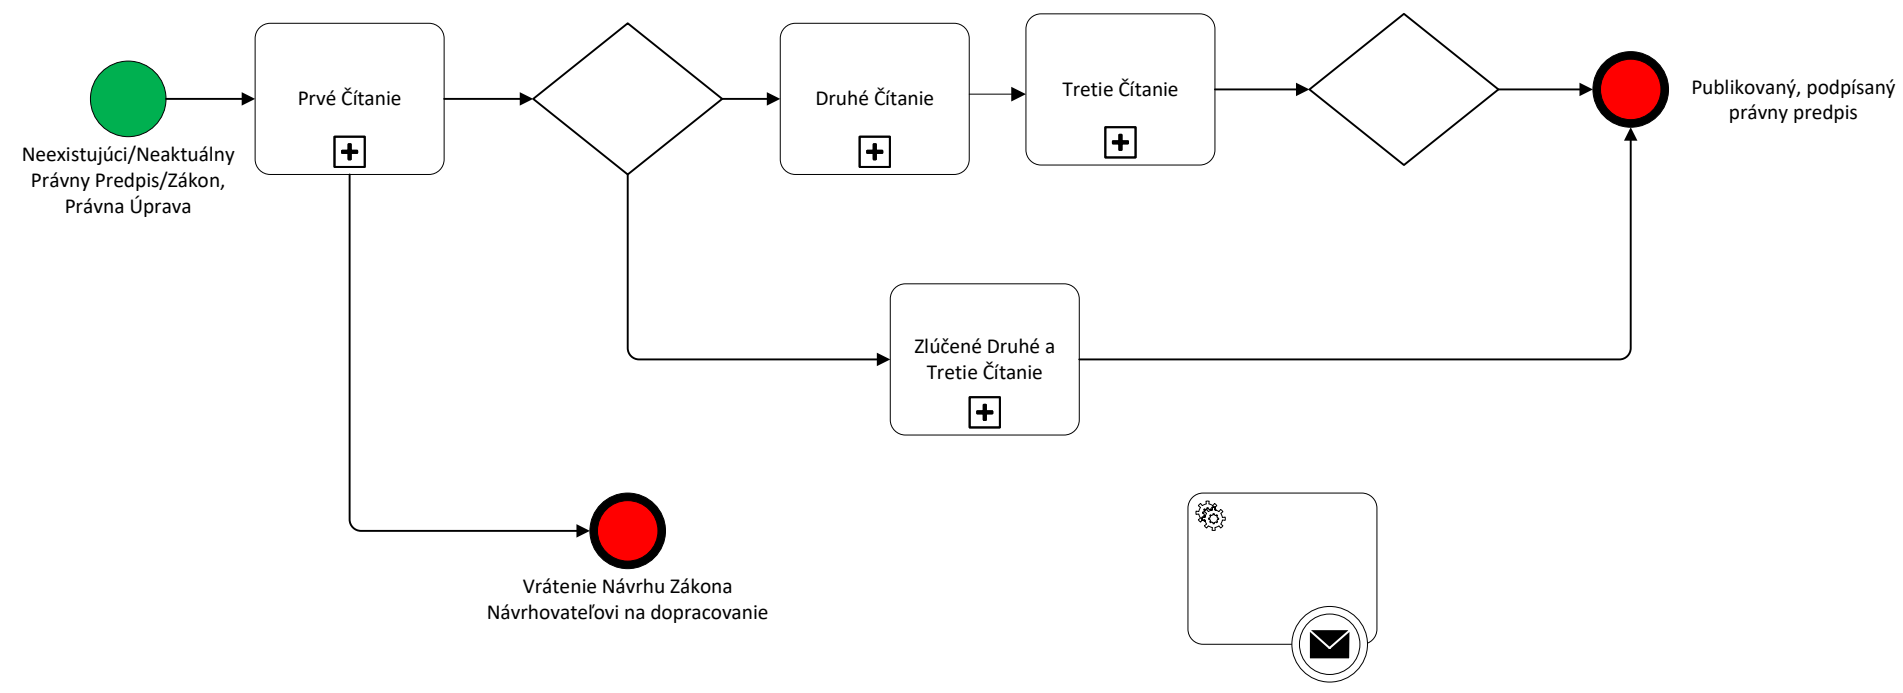 Neexistujúci/Neaktuálny
Právny Predpis/Zákon,
Právna Úprava
Prvé Čítanie
Druhé Čítanie
Tretie Čítanie
Publikovaný, podpísaný
právny predpis
Zlúčené Druhé a
Tretie Čítanie
Vrátenie Návrhu Zákona
Návrhovateľovi na dopracovanie